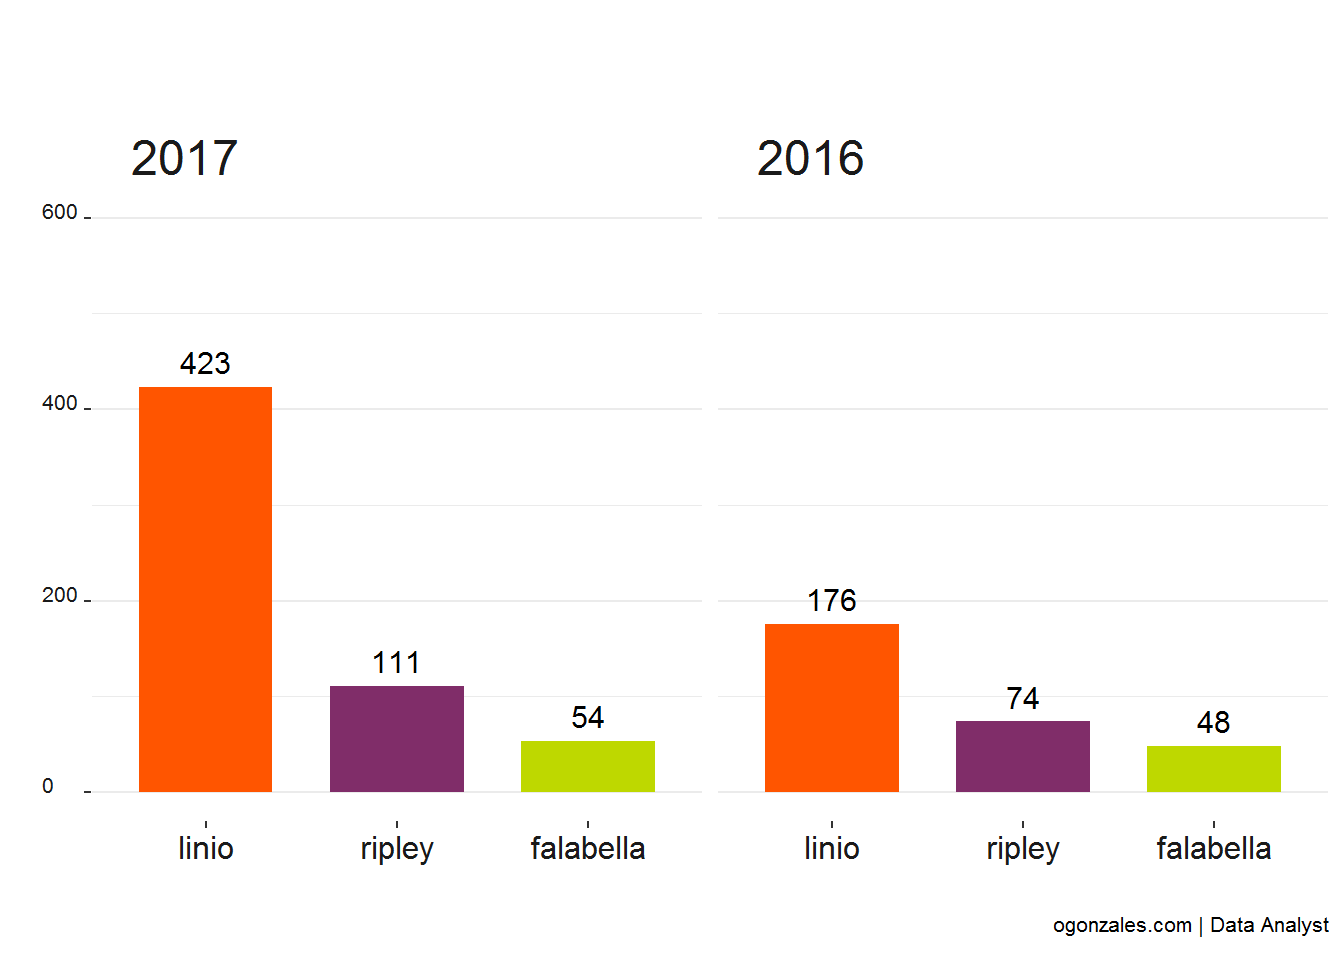 2017
2016
600
400
200
0
423
111
54
176
74
48
linio
ripley
falabella
linio
ripley
falabella
ogonzales.com | Data Analyst